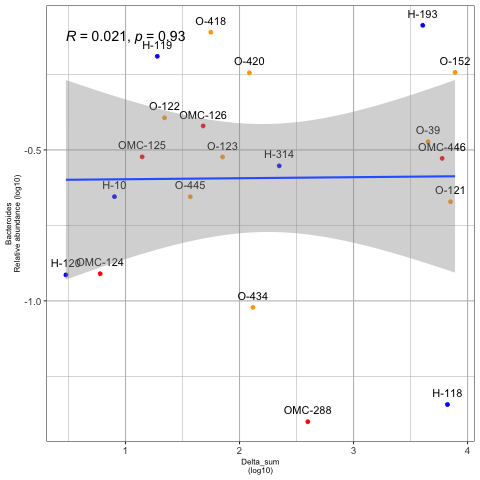 H-193
O-418
R = 0.021, p = 0.93
H-119
O-420
O-152
O-122
OMC-126
O-39
OMC-125
O-123
H-314
OMC-446
-0.5
H-10
O-445
O-121
H-120
OMC-124
O-434
-1.0
H-118
OMC-288
Bacteroides
Relative abundance (log10)
1
2
3
4
Delta_sum
(log10)